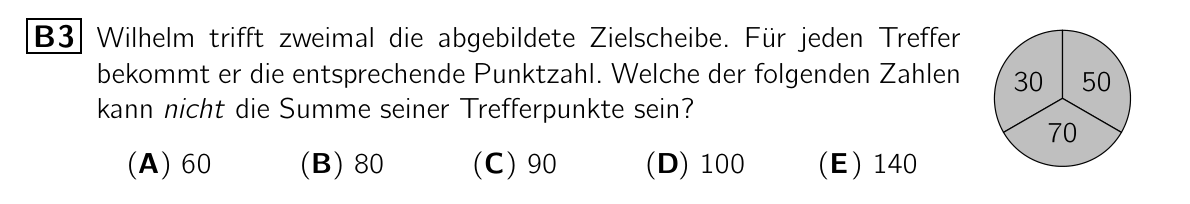 B3 Wilhelm trifft zweimal die abgebildete Zielscheibe. Für jeden Treffer
bekommt er die entsprechende Punktzahl. Welche der folgenden Zahlen
kann nicht die Summe seiner Trefferpunkte sein?
(A) 60 (B) 80 (C) 90 (D) 100 (E) 140
30 50
70